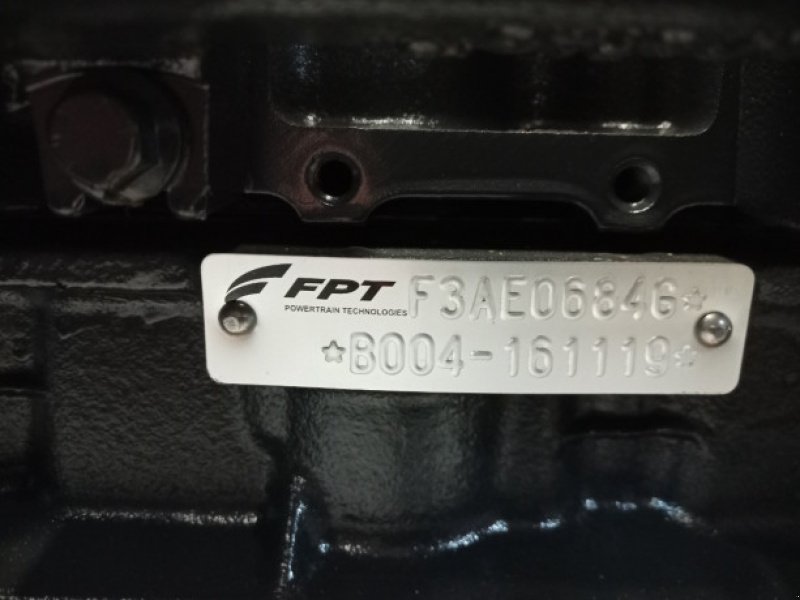 FPT F3AE0684G*
POWERTRAIN TECHNOLOGIES
*B004-161119*